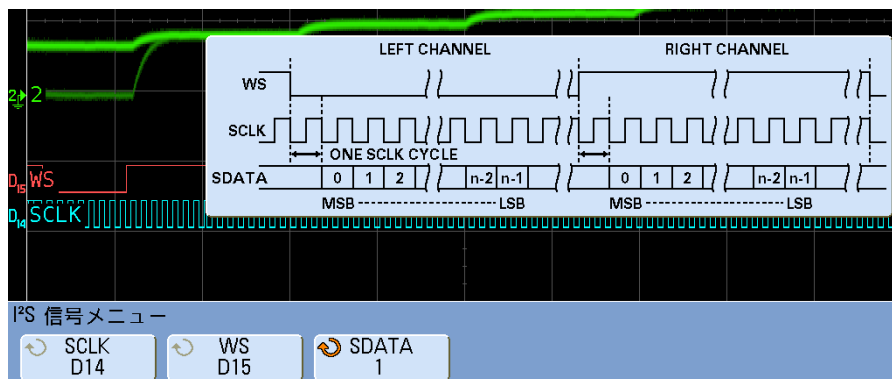 LEFT CHANNEL RIGHT CHANNEL
WS
2 2
SCLK
ONE SCLK CYCLE
D15 WS
SDATA 0 1 2 n-2 n-1 0 1 2 n-2 n-1
MSB LSB MSB LSB
D14 SCLK
I²S 信号メニュー
SCLK WS SDATA
D14 D15 1